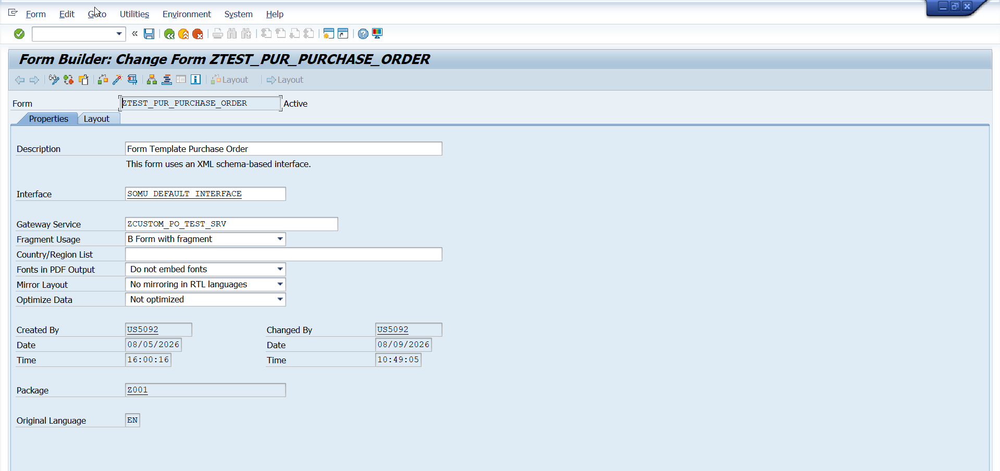 Form Edit Goto Utilities Environment System Help
Form Builder: Change Form ZTEST_PUR_PURCHASE_ORDER
Layout Layout
Form ZTEST_PUR_PURCHASE_ORDER Active
Properties Layout
Description Form Template Purchase Order
This form uses an XML schema-based interface.
Interface SOMU DEFAULT INTERFACE
Gateway Service ZCUSTOM_PO_TEST_SRV
Fragment Usage B Form with fragment
Country/Region List
Fonts in PDF Output Do not embed fonts
Mirror Layout No mirroring in RTL languages
Optimize Data Not optimized
Created By US5092 Changed By US5092
Date 08/05/2026 Date 08/09/2026
Time 16:00:16 Time 10:49:05
Package Z001
Original Language EN